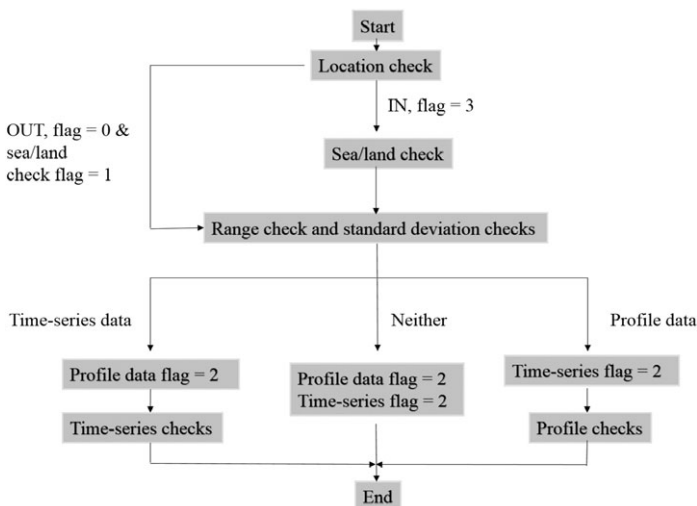 Start
Location check
IN, flag = 3
OUT, flag = 0 &
sea/land
check flag = 1
Sea/land check
Range check and standard deviation checks
Time-series data
Neither
Profile data
Profile data flag = 2
Profile data flag = 2
Time-series flag = 2
Time-series flag = 2
Time-series checks
Profile checks
End